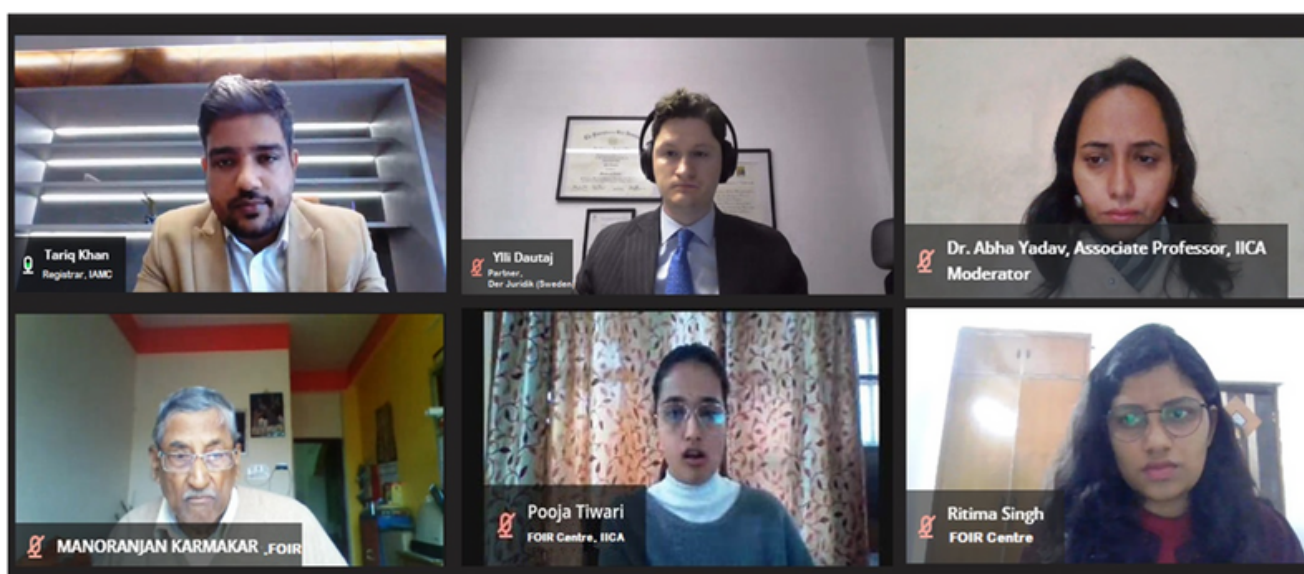 Tariq Khan
Registrar, IAMC
Ylli Dautaj
Partner,
Der Juridik (Sweden
Dr. Abha Yadav, Associate Professor, IICA
Moderator
MANORANJAN KARMAKAR ,FOIR
Pooja Tiwari
FOIR Centre, IICA
Ritima Singh
FOIR Centre